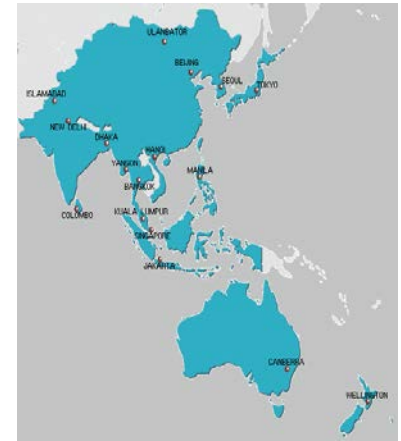 ULANBATOR
BEIJING
SEOUL
TOKYO
ISLAMABAD
NEW DELHI
DHAKA
HANOI
YANGON
MANILA
BANGKOK
COLOMBO
KUALA LUMPUR
SINGAPORE
JAKARTA
CANBERRA
WELLINGTON